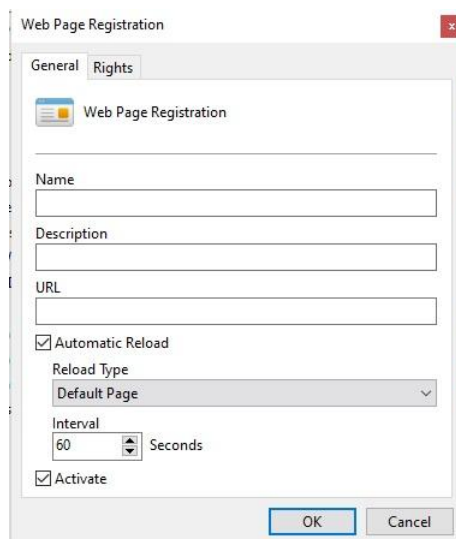 Web Page Registration
x
General Rights
Web Page Registration
Name
Description
URL
Automatic Reload
Reload Type
Default Page
Interval
60 Seconds
Activate
OK Cancel